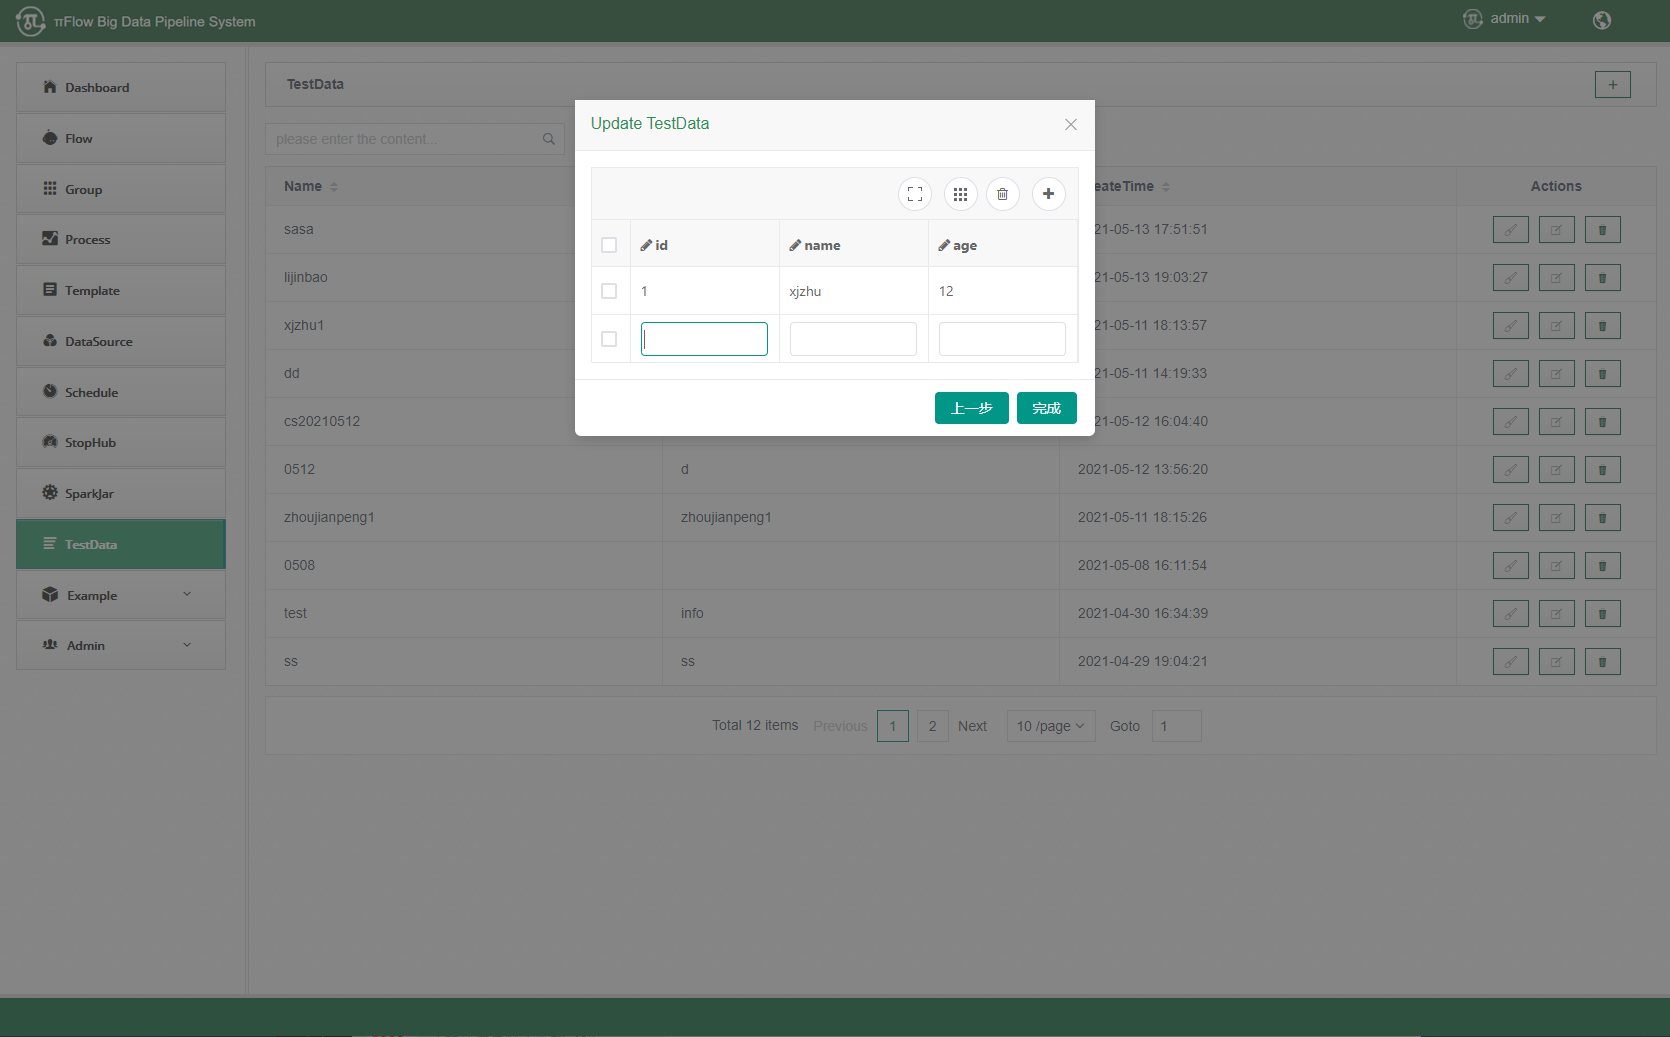 πFlow Big Data Pipeline System
admin
Dashboard
Flow
Group
Process
Template
DataSource
Schedule
StopHub
SparkJar
TestData
Example
Admin
TestData
+
please enter the content...
Name
eateTime
Actions
sasa
21-05-13 17:51:51
lijinbao
21-05-13 19:03:27
xjzhu1
21-05-11 18:13:57
dd
21-05-11 14:19:33
cs20210512
21-05-12 16:04:40
0512 d 2021-05-12 13:56:20
zhoujianpeng1 zhoujianpeng1 2021-05-11 18:15:26
0508 2021-05-08 16:11:54
test info 2021-04-30 16:34:39
ss ss 2021-04-29 19:04:21
Total 12 items Previous 1 2 Next 10 /page Goto 1
Update TestData
id name age
1 xjzhu 12
上一步 完成